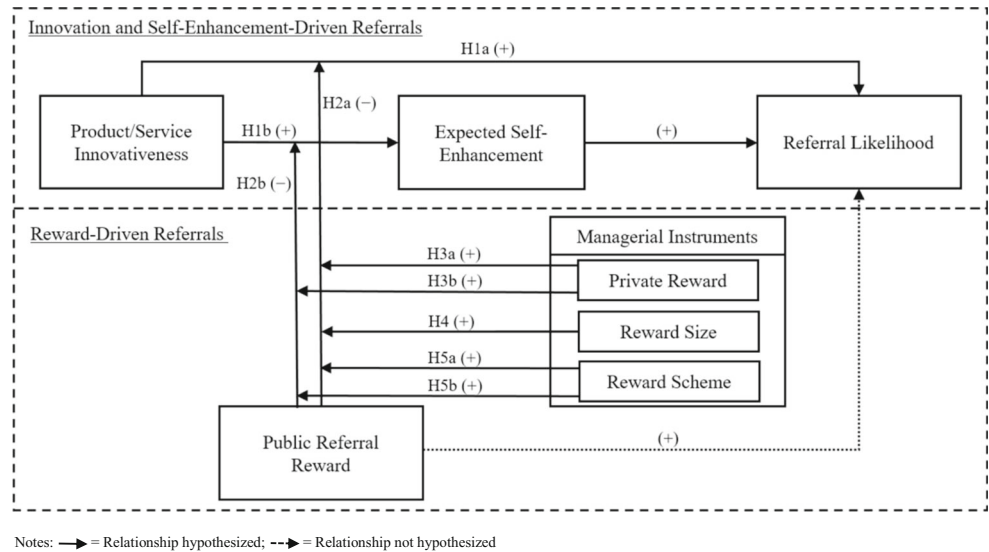 Innovation and Self-Enhancement-Driven Referrals
H1a (+)
H2a (−)
Product/Service
Innovativeness
H1b (+)
Expected Self-
Enhancement
(+)
Referral Likelihood
H2b (−)
Reward-Driven Referrals
Managerial Instruments
H3a (+)
Private Reward
H3b (+)
H4 (+)
Reward Size
H5a (+)
Reward Scheme
H5b (+)
Public Referral
Reward
(+)
Notes: = Relationship hypothesized; = Relationship not hypothesized